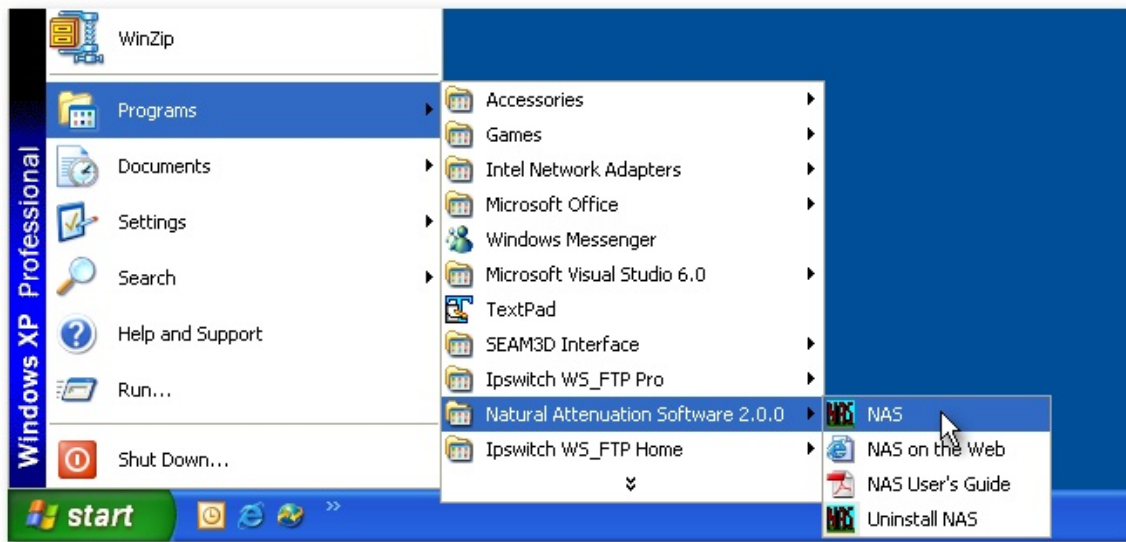 WinZip
Programs
Documents
Settings
Search
Help and Support
Run...
Shut Down...
Windows XP Professional
start
Accessories
Games
Intel Network Adapters
Microsoft Office
Windows Messenger
Microsoft Visual Studio 6.0
TextPad
SEAM3D Interface
Ipswitch WS_FTP Pro
Natural Attenuation Software 2.0.0
Ipswitch WS_FTP Home
NAS NAS
NAS on the Web
NAS User's Guide
NAS Uninstall NAS